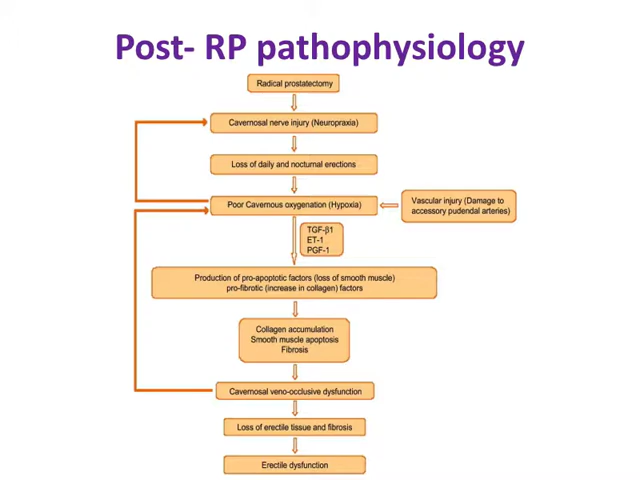 Post- RP pathophysiology
Radical prostatectomy
Cavernosal nerve injury (Neuropraxia)
Loss of daily and nocturnal erections
Poor Cavernous oxygenation (Hypoxia)
Vascular injury (Damage to
accessory pudendal arteries)
TGF-β1
ET-1
PGF-1
Production of pro-apoptotic factors (loss of smooth muscle)
pro-fibrotic (increase in collagen) factors
Collagen accumulation
Smooth muscle apoptosis
Fibrosis
Cavernosal veno-occlusive dysfunction
Loss of erectile tissue and fibrosis
Erectile dysfunction